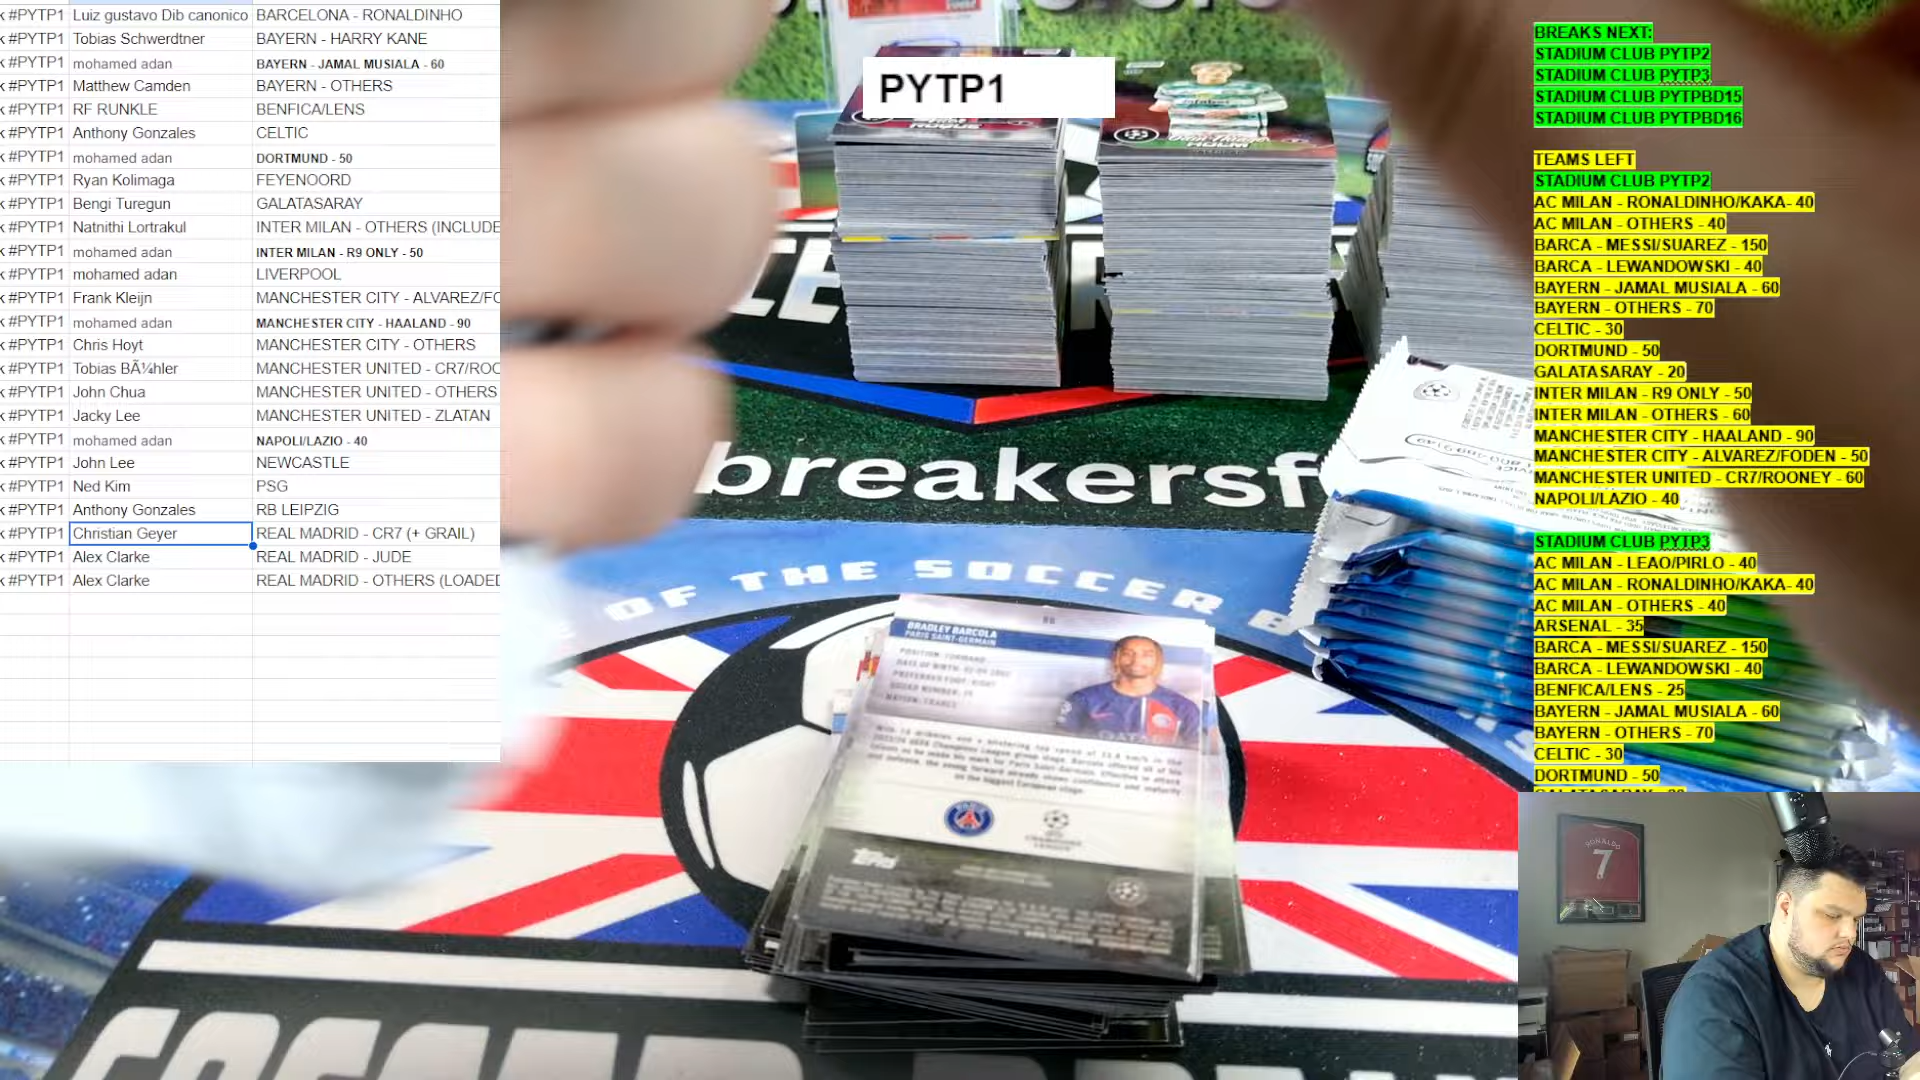 k #PYTP1 Luiz gustavo Dib canonico BARCELONA - RONALDINHO
k #PYTP1 Tobias Schwerdtner BAYERN - HARRY KANE
k #PYTP1 mohamed adan BAYERN - JAMAL MUSIALA - 60
k #PYTP1 Matthew Camden BAYERN - OTHERS
k #PYTP1 RF RUNKLE BENFICA/LENS
k #PYTP1 Anthony Gonzales CELTIC
k #PYTP1 mohamed adan DORTMUND - 50
k #PYTP1 Ryan Kolimaga FEYENOORD
k #PYTP1 Bengi Turegun GALATASARAY
k #PYTP1 Natnithi Lortrakul INTER MILAN - OTHERS (INCLUDE
k #PYTP1 mohamed adan INTER MILAN - R9 ONLY - 50
k #PYTP1 mohamed adan LIVERPOOL
k #PYTP1 Frank Kleijn MANCHESTER CITY - ALVAREZ/FO
k #PYTP1 mohamed adan MANCHESTER CITY - HAALAND - 90
k #PYTP1 Chris Hoyt MANCHESTER CITY - OTHERS
k #PYTP1 Tobias BÃ¼hler MANCHESTER UNITED - CR7/ROO
k #PYTP1 John Chua MANCHESTER UNITED - OTHERS
k #PYTP1 Jacky Lee MANCHESTER UNITED - ZLATAN
k #PYTP1 mohamed adan NAPOLI/LAZIO - 40
k #PYTP1 John Lee NEWCASTLE
k #PYTP1 Ned Kim PSG
k #PYTP1 Anthony Gonzales RB LEIPZIG
k #PYTP1 Christian Geyer REAL MADRID - CR7 (+ GRAIL)
k #PYTP1 Alex Clarke REAL MADRID - JUDE
k #PYTP1 Alex Clarke REAL MADRID - OTHERS (LOADED
PYTP1
breakersf
OF THE SOCCER B
BRADLEY BARCOLA
PARIS SAINT-GERMAIN
Topps
BREAKS NEXT:
STADIUM CLUB PYTP2
STADIUM CLUB PYTP3
STADIUM CLUB PYTPBD15
STADIUM CLUB PYTPBD16
TEAMS LEFT
STADIUM CLUB PYTP2
AC MILAN - RONALDINHO/KAKA- 40
AC MILAN - OTHERS - 40
BARCA - MESSI/SUAREZ - 150
BARCA - LEWANDOWSKI - 40
BAYERN - JAMAL MUSIALA - 60
BAYERN - OTHERS - 70
CELTIC - 30
DORTMUND - 50
GALATASARAY - 20
INTER MILAN - R9 ONLY - 50
INTER MILAN - OTHERS - 60
MANCHESTER CITY - HAALAND - 90
MANCHESTER CITY - ALVAREZ/FODEN - 50
MANCHESTER UNITED - CR7/ROONEY - 60
NAPOLI/LAZIO - 40
STADIUM CLUB PYTP3
AC MILAN - LEAO/PIRLO - 40
AC MILAN - RONALDINHO/KAKA- 40
AC MILAN - OTHERS - 40
ARSENAL - 35
BARCA - MESSI/SUAREZ - 150
BARCA - LEWANDOWSKI - 40
BENFICA/LENS - 25
BAYERN - JAMAL MUSIALA - 60
BAYERN - OTHERS - 70
CELTIC - 30
DORTMUND - 50
RONALDO
7